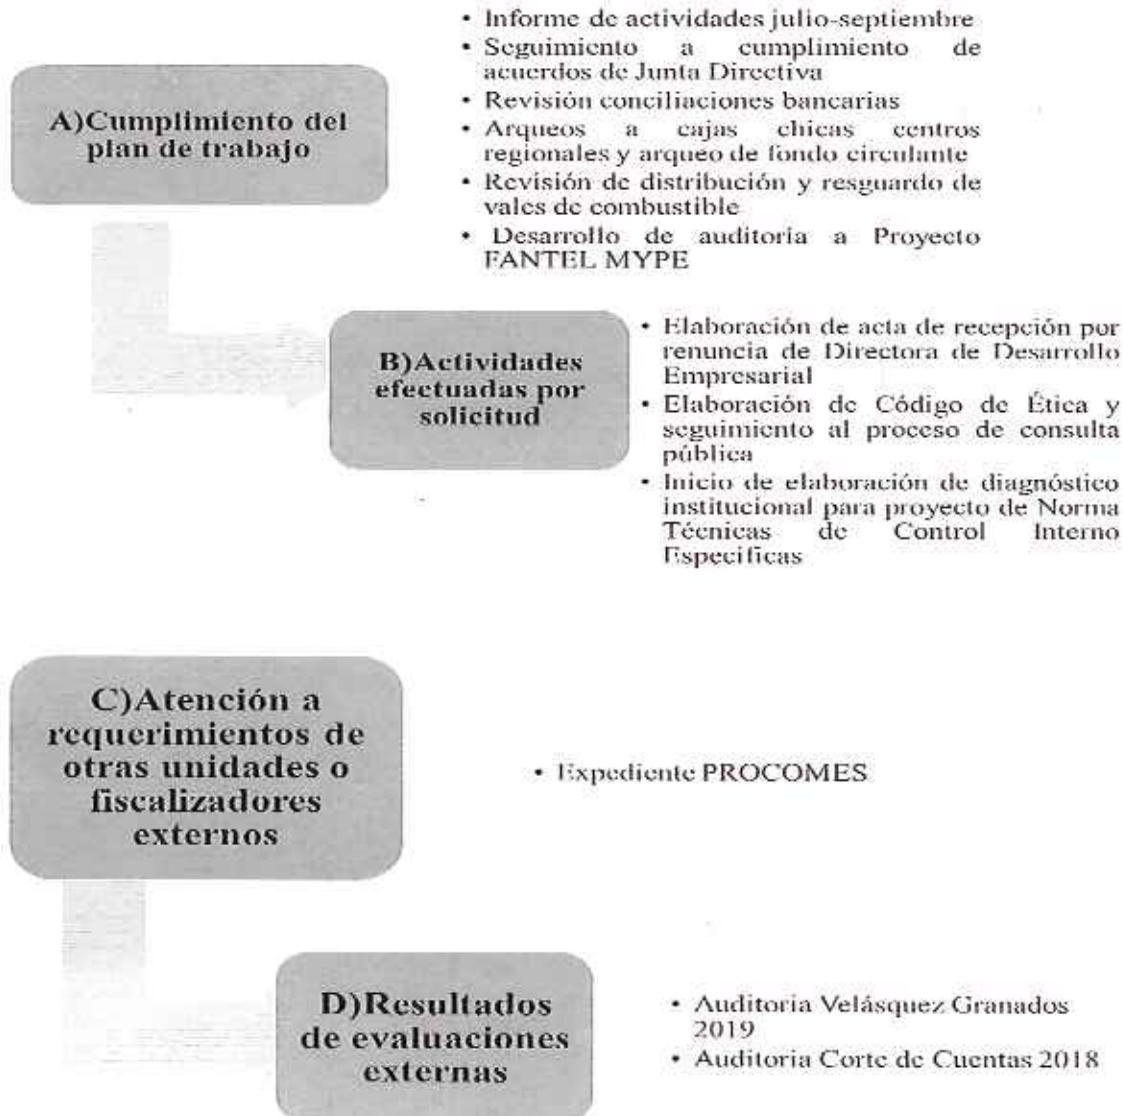 A)Cumplimiento del
plan de trabajo
• Informe de actividades julio-septiembre
• Seguimiento a cumplimiento de
acuerdos de Junta Directiva
• Revisión conciliaciones bancarias
• Arqueos a cajas chicas centros
regionales y arqueo de fondo circulante
• Revisión de distribución y resguardo de
vales de combustible
• Desarrollo de auditoria a Proyecto
FANTEL MYPE
B)Actividades
efectuadas por
solicitud
• Elaboración de acta de recepción por
renuncia de Directora de Desarrollo
Empresarial
• Elaboración de Código de Ética y
seguimiento al proceso de consulta
pública
• Inicio de elaboración de diagnóstico
institucional para proyecto de Norma
Técnicas de Control Interno
Especificas
C)Atención a
requerimientos de
otras unidades o
fiscalizadores
externos
• Expediente PROCOMES
D)Resultados
de evaluaciones
externas
• Auditoria Velásquez Granados
2019
• Auditoria Corte de Cuentas 2018